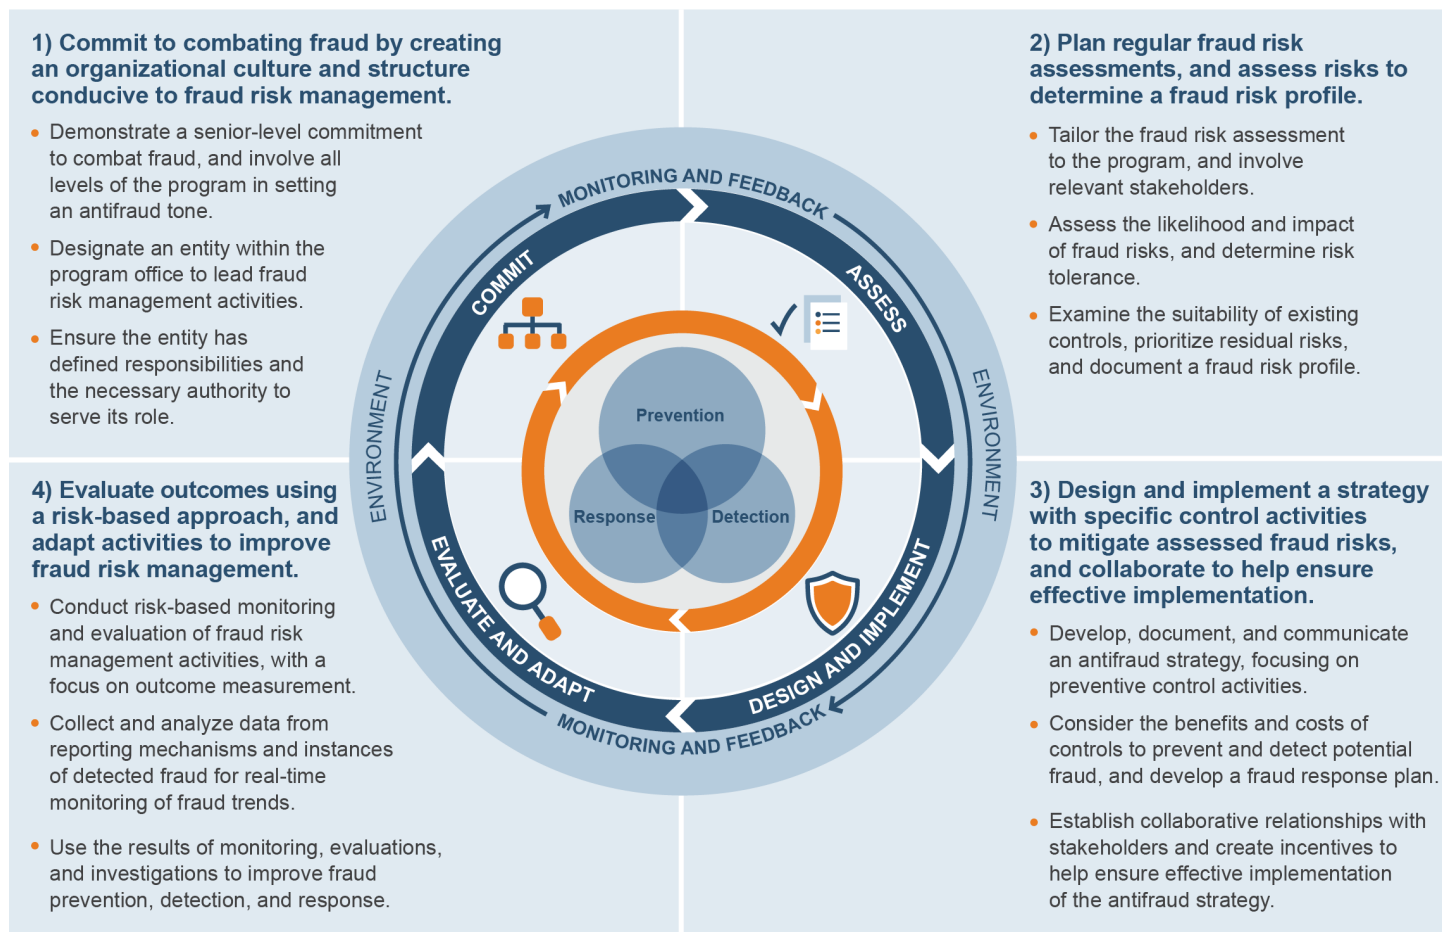 1) Commit to combating fraud by creating
an organizational culture and structure
conducive to fraud risk management.
• Demonstrate a senior-level commitment
to combat fraud, and involve all
levels of the program in setting
an antifraud tone.
• Designate an entity within the
program office to lead fraud
risk management activities.
• Ensure the entity has
defined responsibilities and
the necessary authority to
serve its role.
2) Plan regular fraud risk
assessments, and assess risks to
determine a fraud risk profile.
• Tailor the fraud risk assessment
to the program, and involve
relevant stakeholders.
• Assess the likelihood and impact
of fraud risks, and determine risk
tolerance.
• Examine the suitability of existing
controls, prioritize residual risks,
and document a fraud risk profile.
MONITORING AND FEEDBACK
COMMIT
ASSESS
ENVIRONMENT
ENVIRONMENT
Prevention
Response
Detection
EVALUATE AND ADAPT
DESIGN AND IMPLEMENT
MONITORING AND FEEDBACK
4) Evaluate outcomes using
a risk-based approach, and
adapt activities to improve
fraud risk management.
• Conduct risk-based monitoring
and evaluation of fraud risk
management activities, with a
focus on outcome measurement.
• Collect and analyze data from
reporting mechanisms and instances
of detected fraud for real-time
monitoring of fraud trends.
• Use the results of monitoring, evaluations,
and investigations to improve fraud
prevention, detection, and response.
3) Design and implement a strategy
with specific control activities
to mitigate assessed fraud risks,
and collaborate to help ensure
effective implementation.
• Develop, document, and communicate
an antifraud strategy, focusing on
preventive control activities.
• Consider the benefits and costs of
controls to prevent and detect potential
fraud, and develop a fraud response plan.
• Establish collaborative relationships with
stakeholders and create incentives to
help ensure effective implementation
of the antifraud strategy.